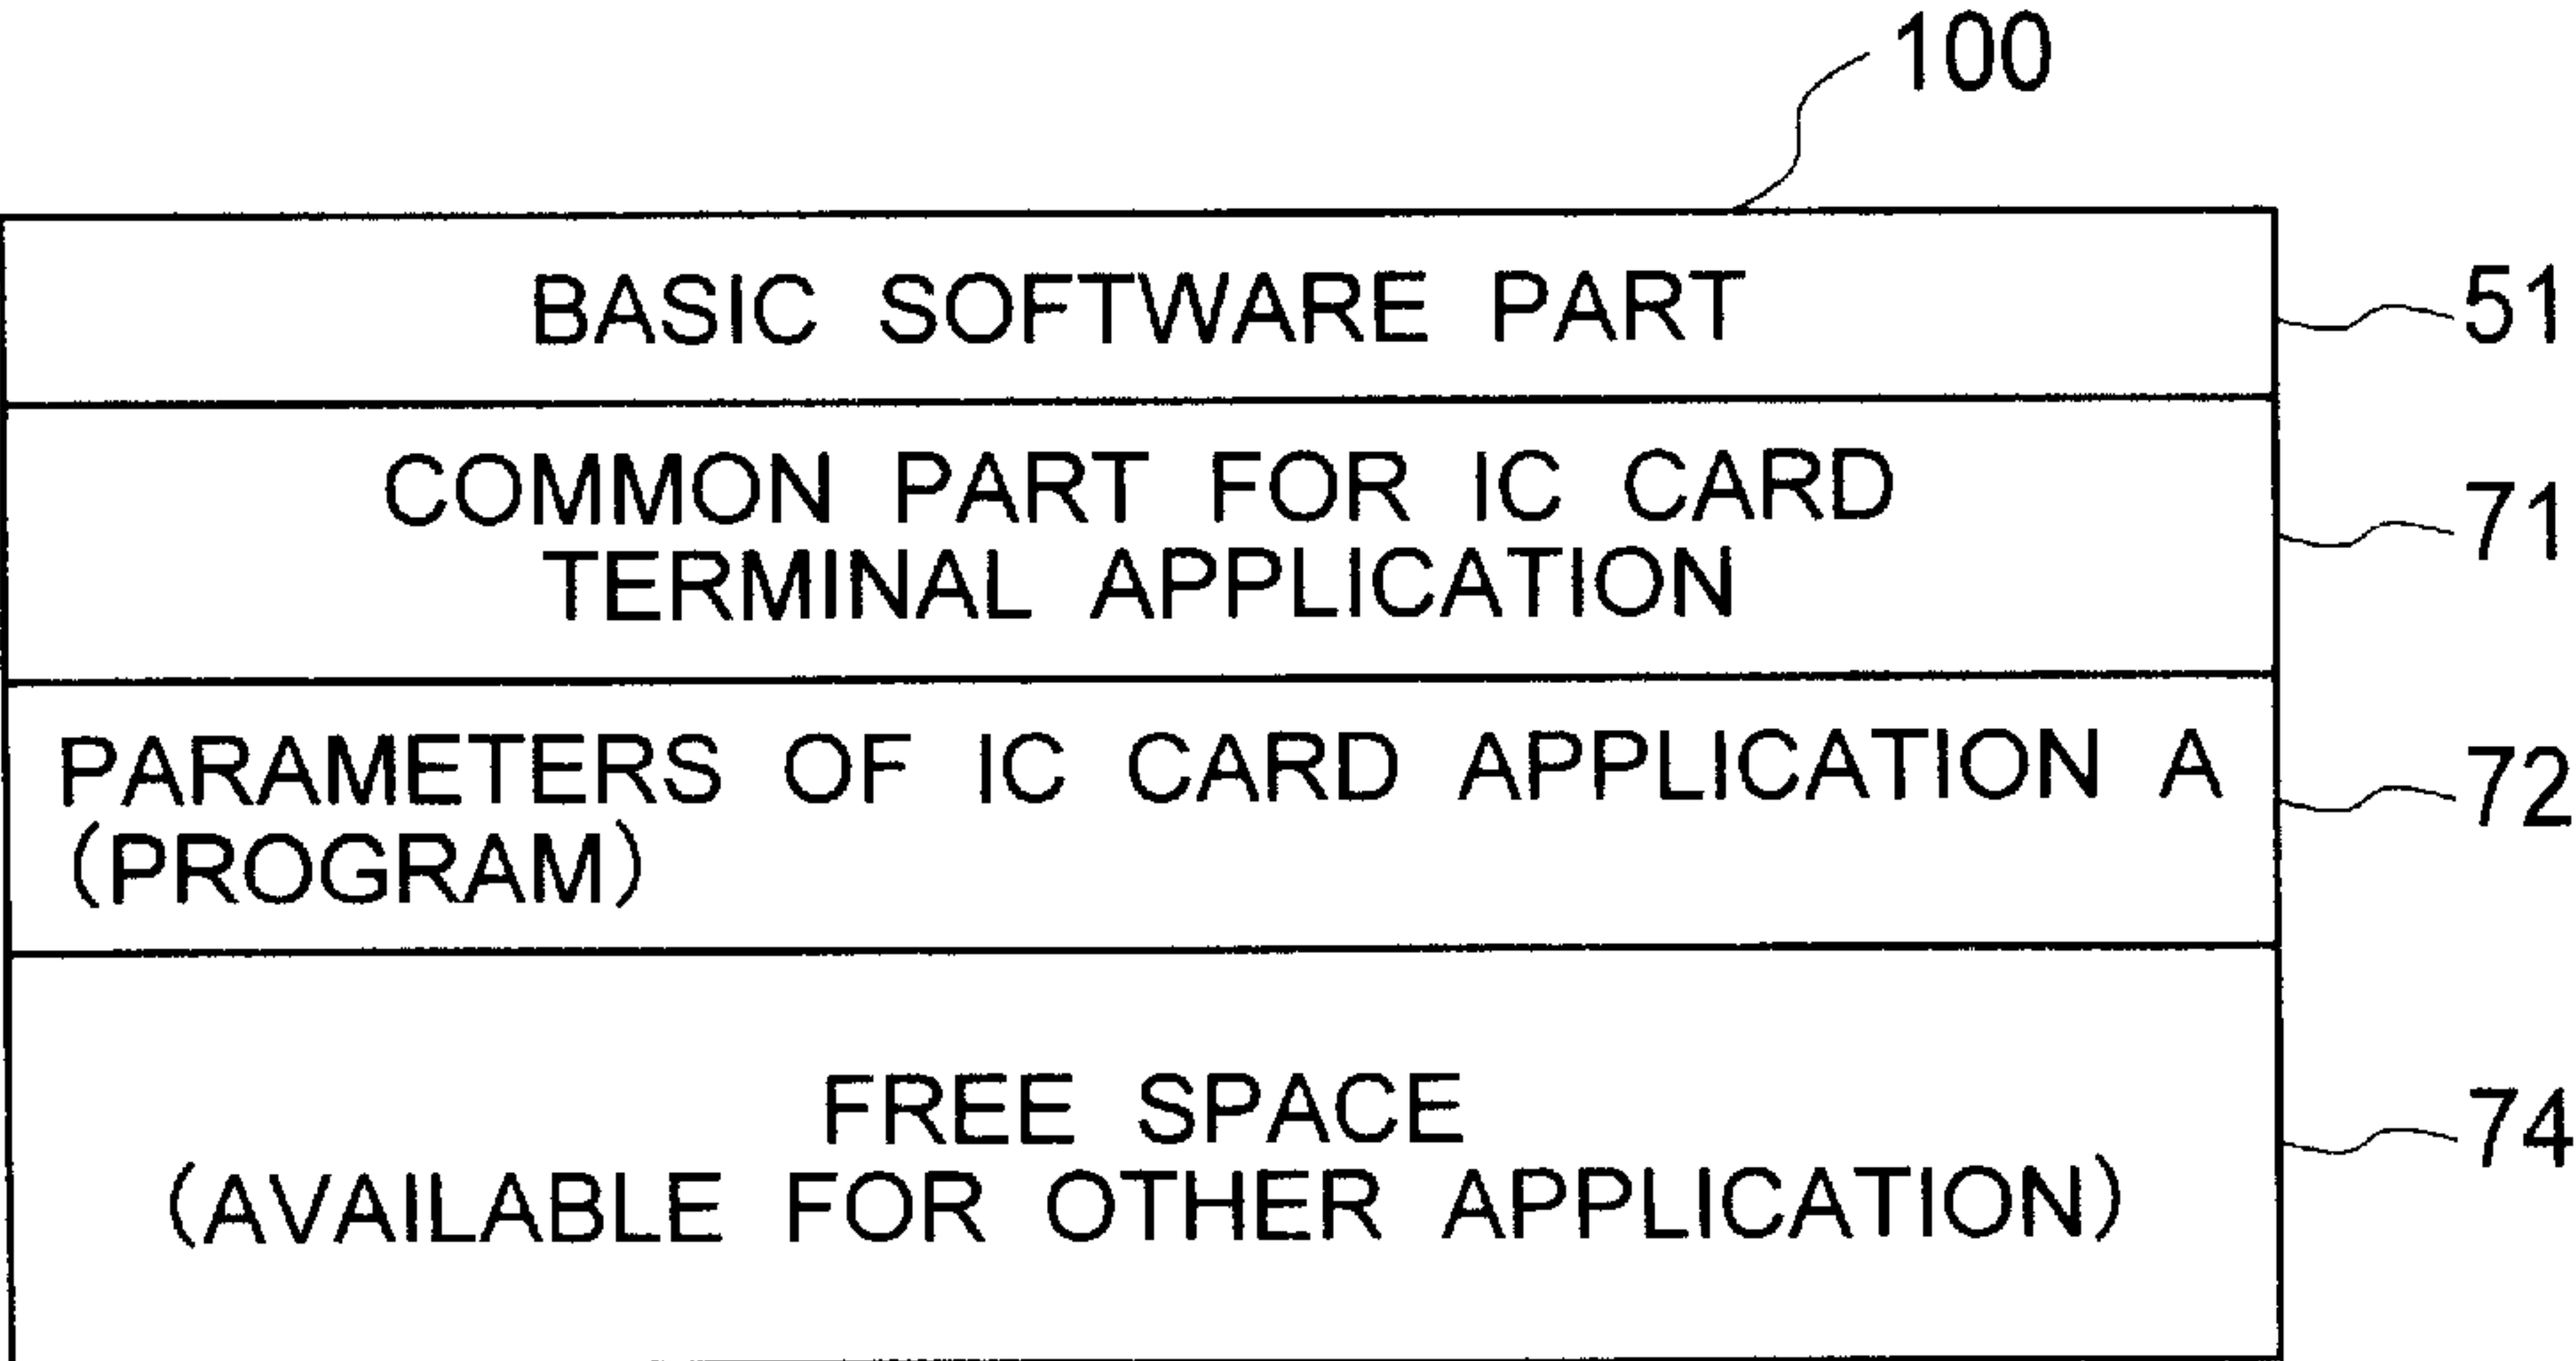 100
BASIC SOFTWARE PART 51
COMMON PART FOR IC CARD
TERMINAL APPLICATION
71
PARAMETERS OF IC CARD APPLICATION A
(PROGRAM)
72
FREE SPACE
(AVAILABLE FOR OTHER APPLICATION)
74